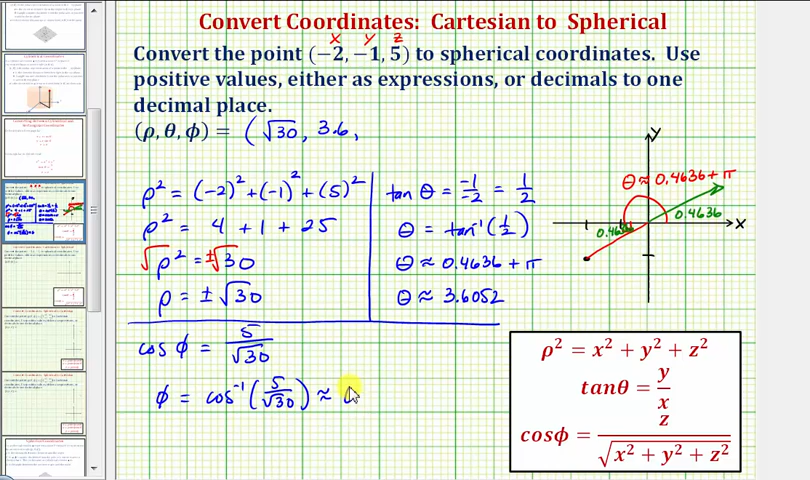 Convert Coordinates: Cartesian to Spherical
x y z
Convert the point (−2, −1, 5) to spherical coordinates. Use
positive values, either as expressions, or decimals to one
decimal place.
(ρ, θ, ϕ) = ( √30, 3.6,
ρ² = (-2)² + (-1)² + (5)²
ρ² = 4 + 1 + 25
√ρ² = ±√30
ρ = ± √30
tan θ = -1/-2 = 1/2
θ = tan⁻¹(1/2)
θ ≈ 0.4636 + π
θ ≈ 3.6052
cos ϕ = 5/√30
ϕ = cos⁻¹(5/√30) ≈
y
θ ≈ 0.4636 + π
0.4636
0.4636
x
ρ² = x² + y² + z²
tanθ = y/x
cosϕ = z/√(x² + y² + z²)